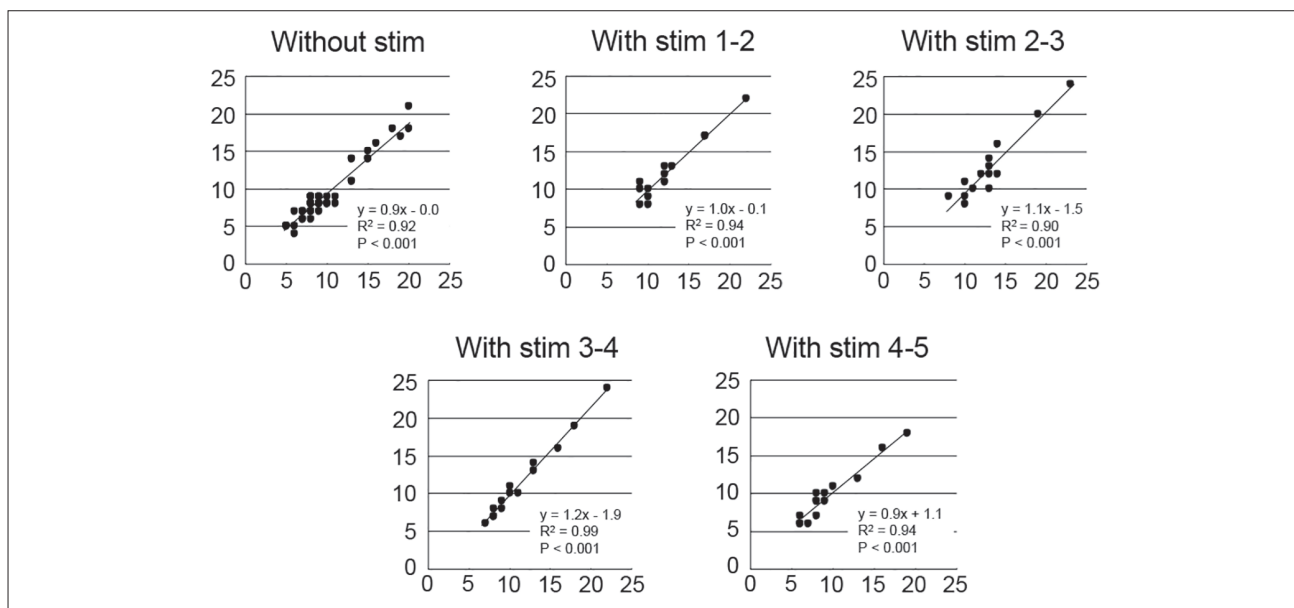 Without stim
25
20
15
10
5
0
y = 0.9x - 0.0
R² = 0.92
P < 0.001
0 5 10 15 20 25
With stim 1-2
25
20
15
10
5
0
y = 1.0x - 0.1
R² = 0.94
P < 0.001
0 5 10 15 20 25
With stim 2-3
25
20
15
10
5
0
y = 1.1x - 1.5
R² = 0.90
P < 0.001
0 5 10 15 20 25
With stim 3-4
25
20
15
10
5
0
y = 1.2x - 1.9
R² = 0.99
P < 0.001
0 5 10 15 20 25
With stim 4-5
25
20
15
10
5
0
y = 0.9x + 1.1
R² = 0.94
P < 0.001
0 5 10 15 20 25